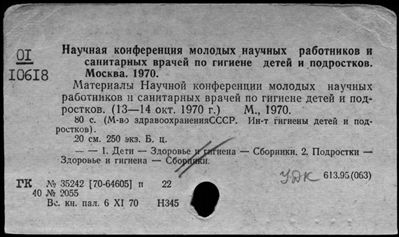 01
10618
Научная конференция молодых научных работников и
санитарных врачей по гигиене детей и подростков.
Москва. 1970.
Материалы Научной конференции молодых научных
работников и санитарных врачей по гигиене детей и под-
ростков. (13—14 окт. 1970 г.) М., 1970.
80 с. (М-во здравоохраненияСССР. Ин-т гигиены детей и под-
ростков).
20 см. 250 экз. Б. ц.
— — 1. Дети — Здоровье и гигиена — Сборники. 2. Подростки —
Здоровье и гигиена — Сборники.
УДК 613.95(063)
ГК № 35242 [70-64605] п 22
40 № 2055
Вс. кн. пал. 6 XI 70 Н345